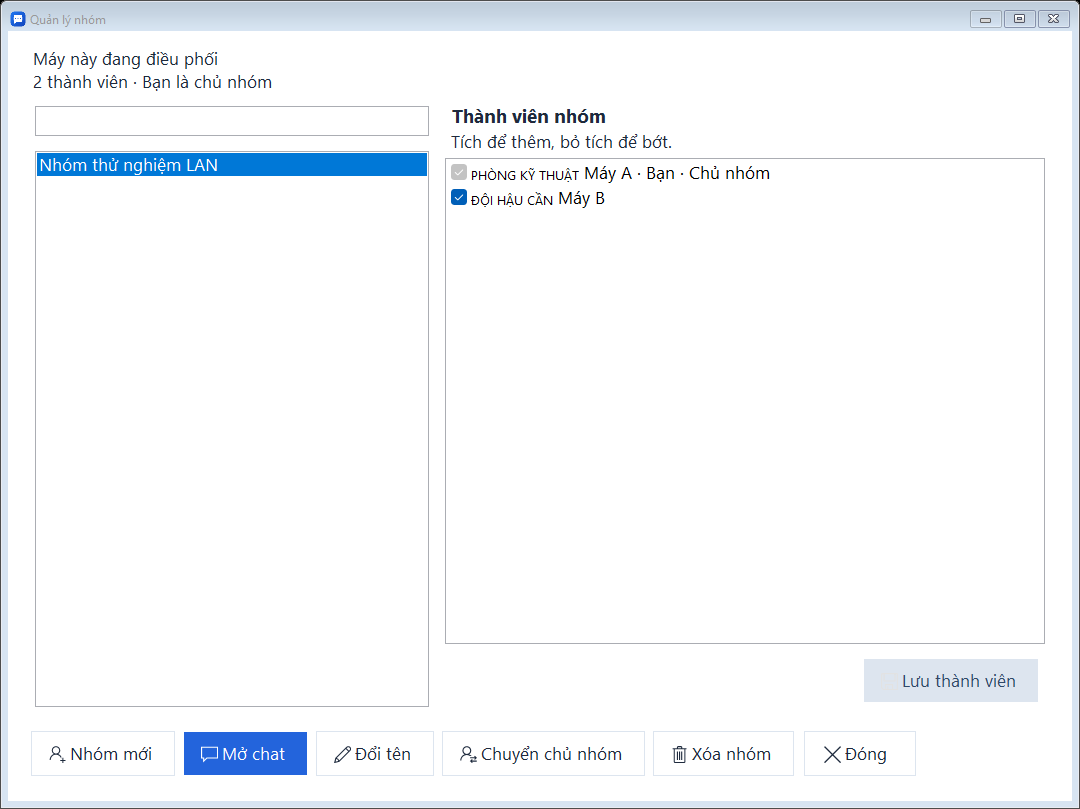 Quản lý nhóm
Máy này đang điều phối
2 thành viên · Bạn là chủ nhóm
Nhóm thử nghiệm LAN
Thành viên nhóm
Tích để thêm, bỏ tích để bớt.
PHÒNG KỸ THUẬT Máy A · Bạn · Chủ nhóm
ĐỘI HẬU CẦN Máy B
Lưu thành viên
Nhóm mới
Mở chat
Đổi tên
Chuyển chủ nhóm
Xóa nhóm
Đóng